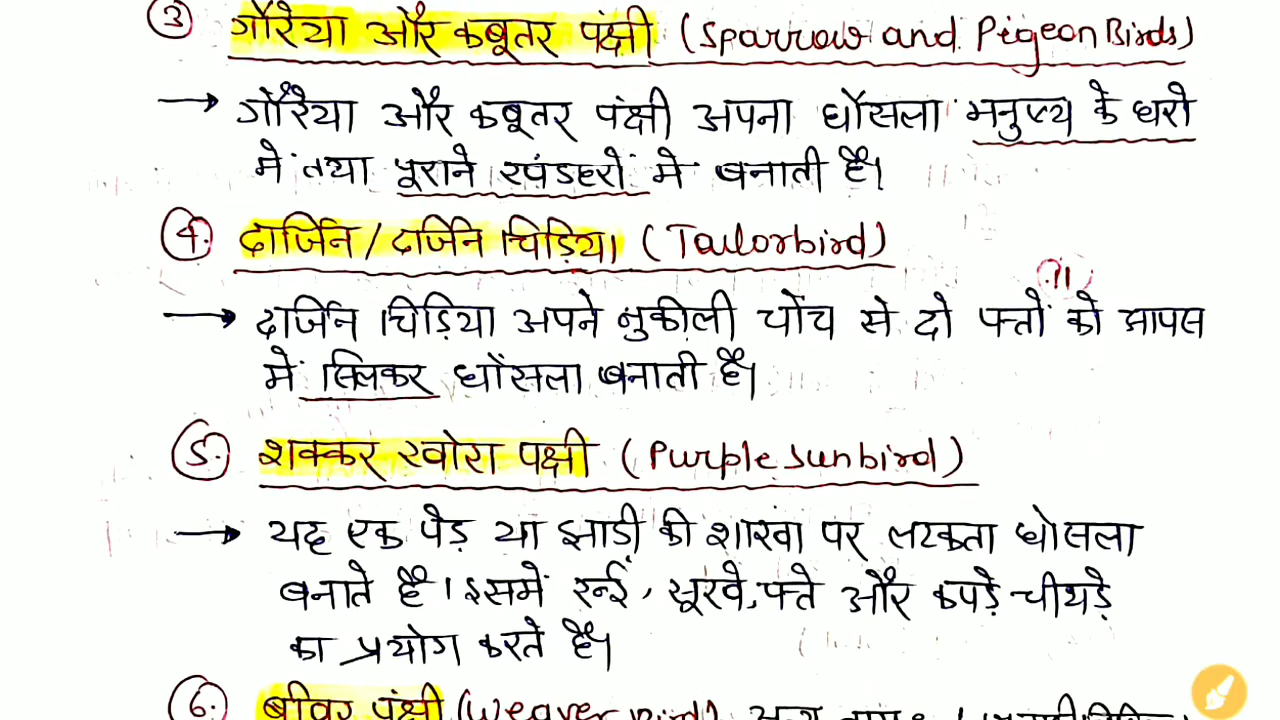 ③ गौरेया और कबूतर पंक्षी (Sparrow and Pigeon Birds)
→ गौरेया और कबूतर पंक्षी अपना घोंसला मनुष्य के घरो
में तथा पूराने खंडहरों में बनाती है।
④. दार्जिन/दर्जिन चिड़िया (Tailorbird)
→ दार्जिन चिड़िया अपने नुकीली चोंच से दो पत्तों को आपस
में सिलकर घोंसला बनाती है।
⑤. शक्कर खोरा पक्षी (Purple Sunbird)
→ यह एक पेड़ या झाड़ी की शाखा पर लटकता घोसला
बनाते है। इसमें रूई, सूखे, पत्ते और कपड़े चीथड़े
का प्रयोग करते है।
⑥. बीवर पंक्षी (Weaver Bird)